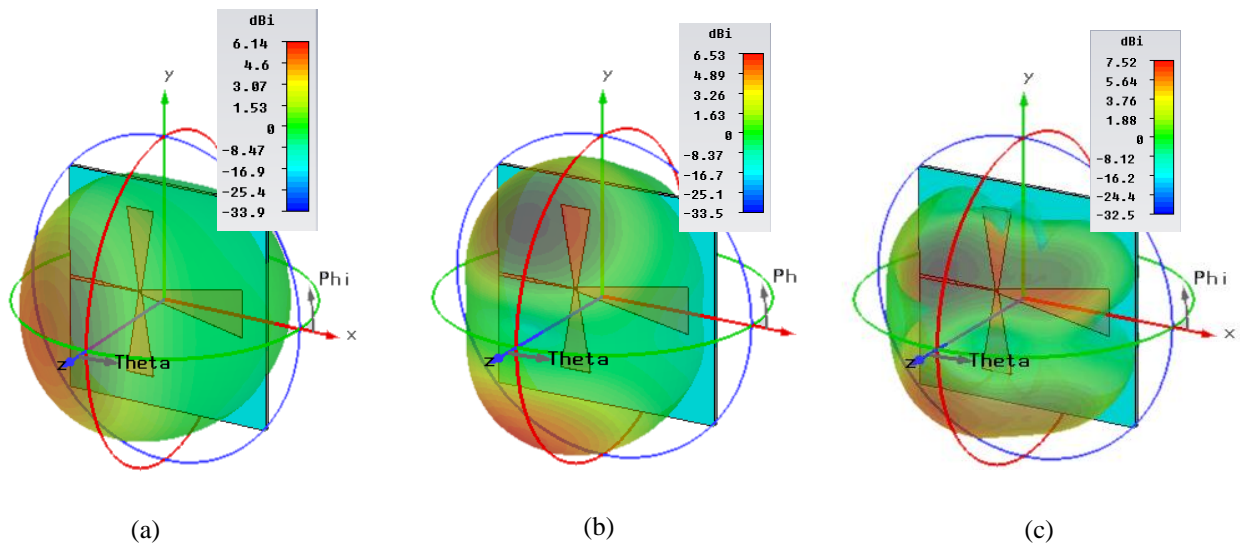 dBi
6.14
4.6
3.07
1.53
0
-8.47
-16.9
-25.4
-33.9
y
Phi
x
z
Theta
(a)
dBi
6.53
4.89
3.26
1.63
0
-8.37
-16.7
-25.1
-33.5
y
Ph
x
z
Theta
(b)
dBi
7.52
5.64
3.76
1.88
0
-8.12
-16.2
-24.4
-32.5
y
Phi
x
z
Theta
(c)